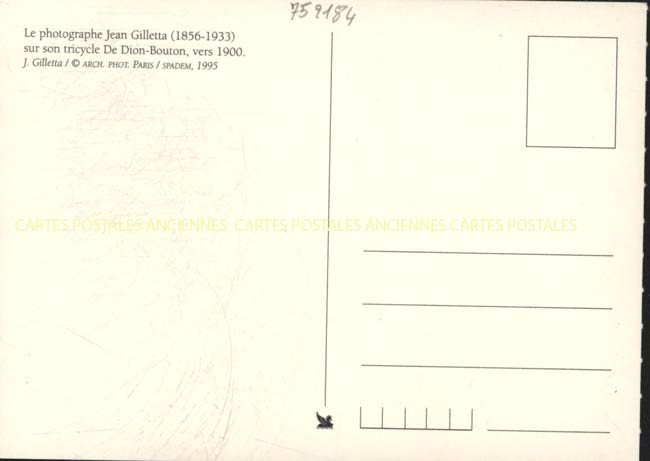 759184
Le photographe Jean Gilletta (1856-1933)
sur son tricycle De Dion-Bouton, vers 1900.
J. Gilletta / © ARCH. PHOT. PARIS / SPADEM, 1995
CARTES POSTALES ANCIENNES CARTES POSTALES ANCIENNES CARTES POSTALES